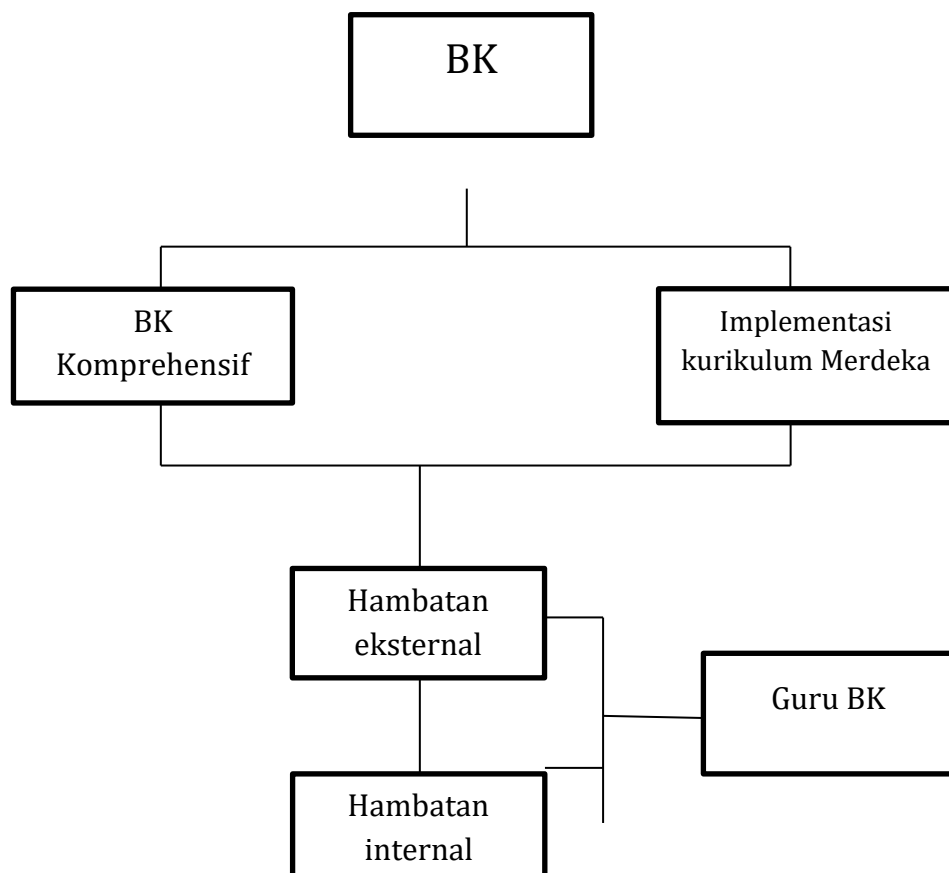 BK
BK
Komprehensif
Implementasi
kurikulum Merdeka
Hambatan
eksternal
Guru BK
Hambatan
internal